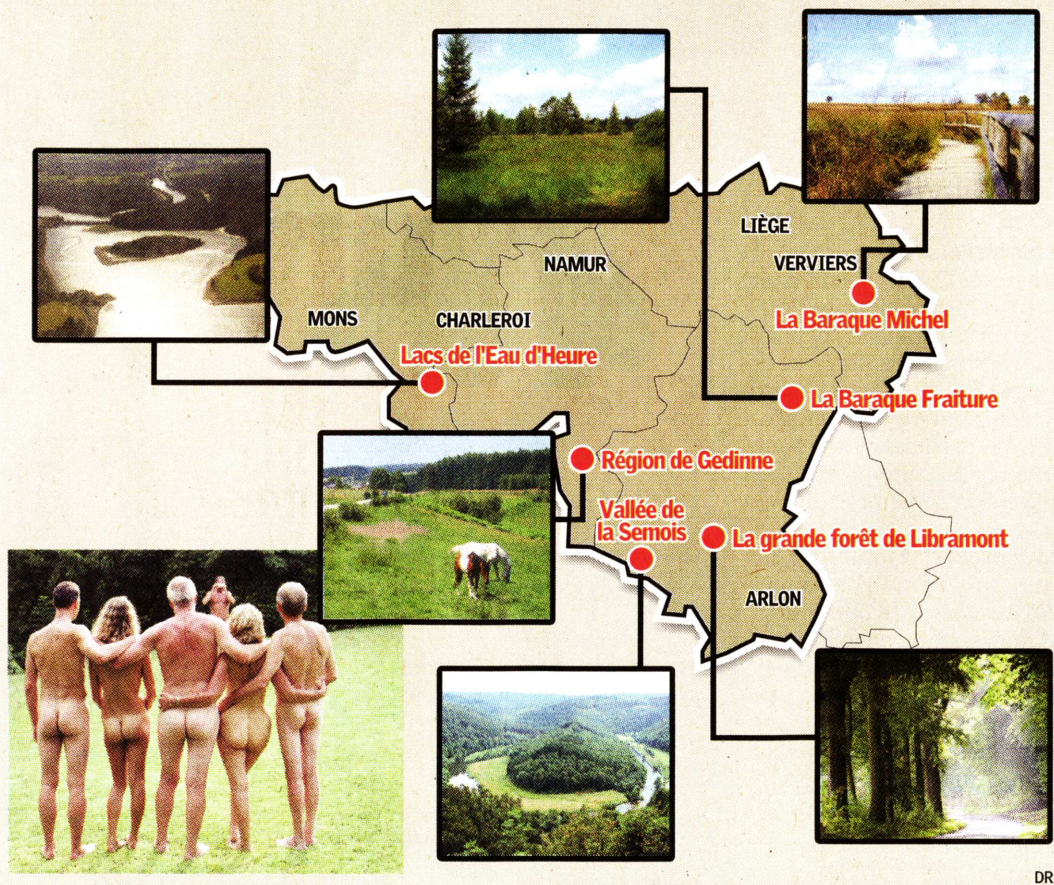 LIÈGE
NAMUR
VERVIERS
La Baraque Michel
MONS
CHARLEROI
Lacs de l'Eau d'Heure
La Baraque Fraiture
Région de Gedinne
Vallée de
la Semois
La grande forêt de Libramont
ARLON
DR